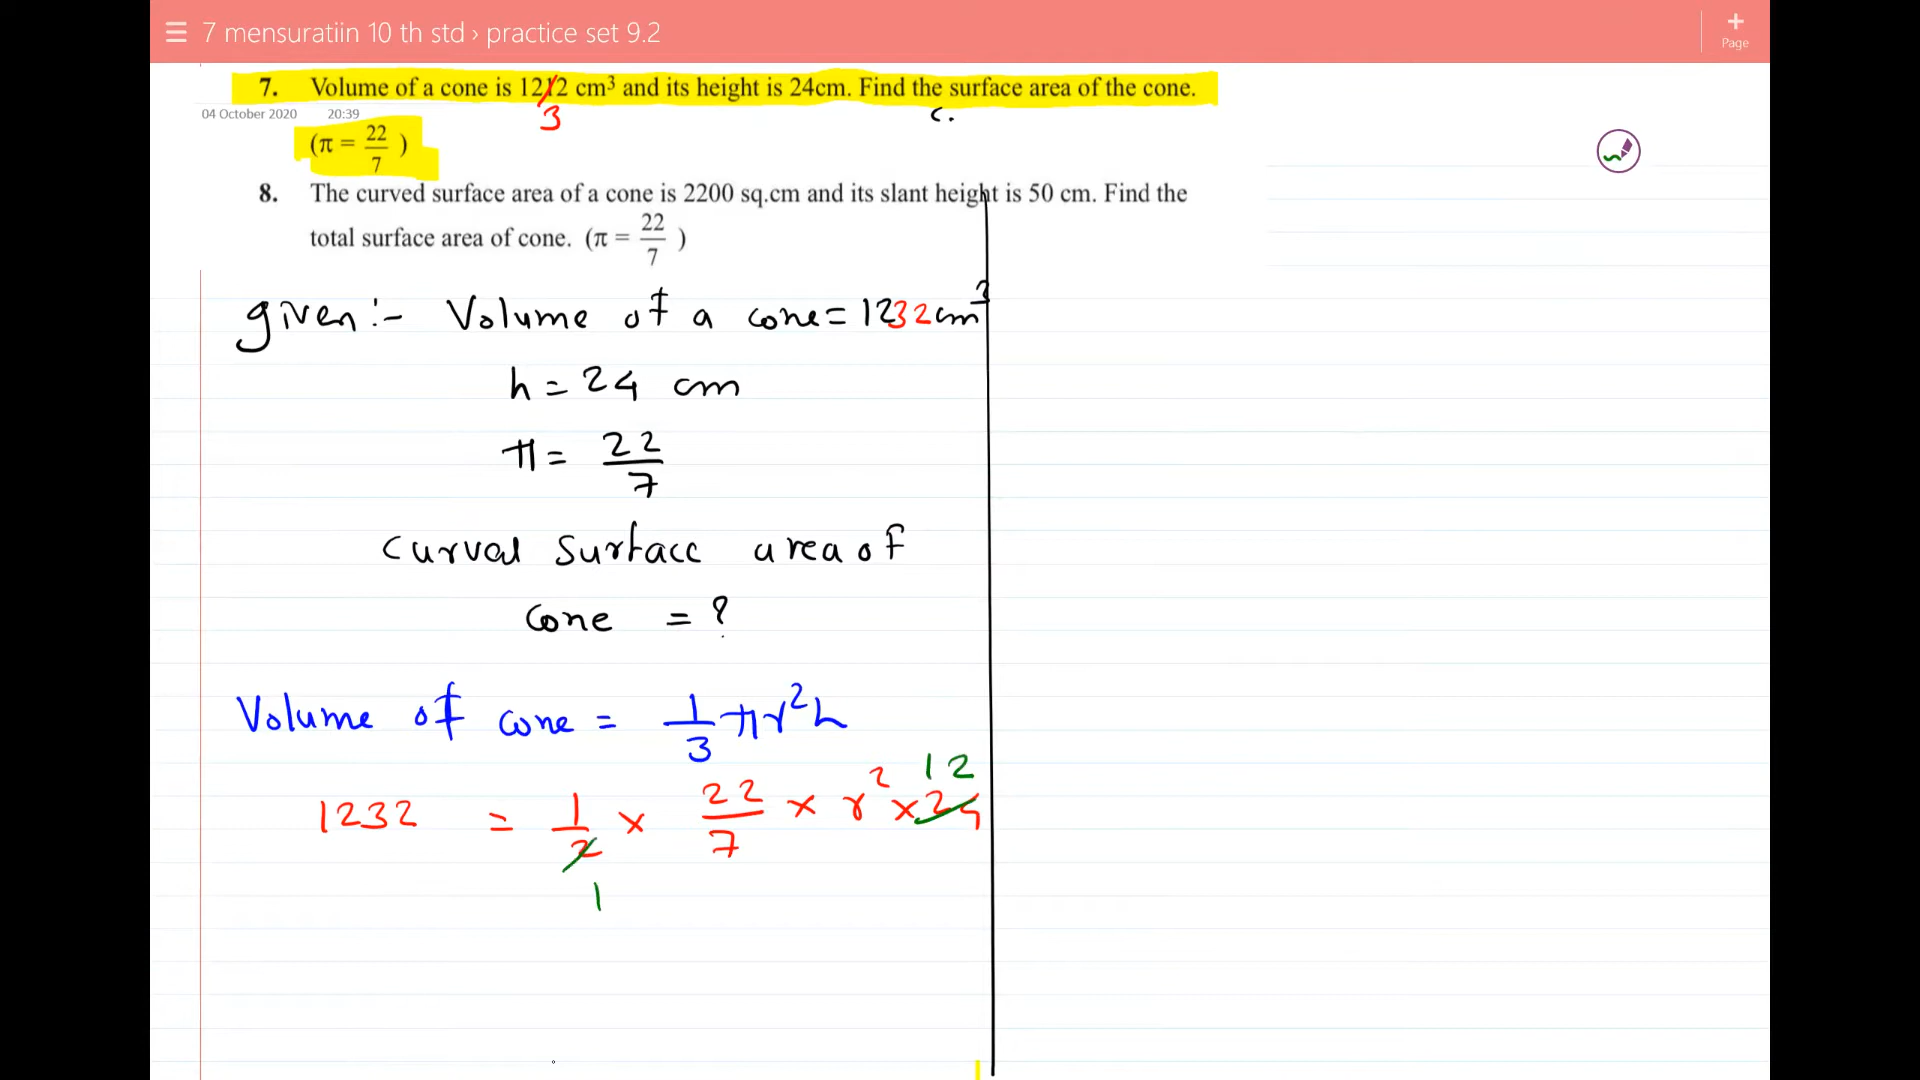 7 mensuratiin 10 th std › practice set 9.2
+
Page
7. Volume of a cone is 1212 cm³ and its height is 24cm. Find the surface area of the cone.
3
c.
04 October 2020 20:39
(π = 22/7 )
8. The curved surface area of a cone is 2200 sq.cm and its slant height is 50 cm. Find the
total surface area of cone. (π = 22/7 )
given :- Volume of a cone = 1232 cm³
h = 24 cm
π = 22/7
Curval surface area of
Cone = ?
Volume of cone = 1/3 πr²h
12
1232 = 1/2 × 22/7 × r² × 24
1